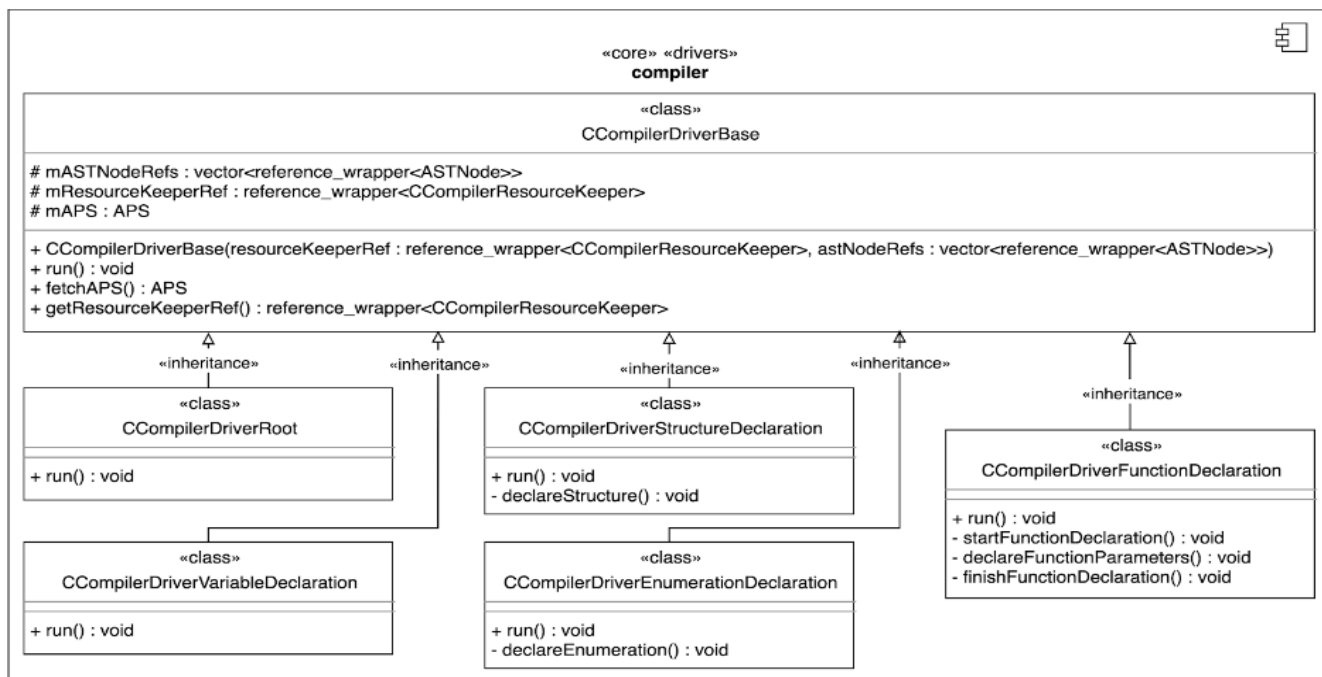 «core» «drivers»
compiler
«class»
CCompilerDriverBase
# mASTNodeRefs : vector<reference_wrapper<ASTNode>>
# mResourceKeeperRef : reference_wrapper<CCompilerResourceKeeper>
# mAPS : APS
+ CCompilerDriverBase(resourceKeeperRef : reference_wrapper<CCompilerResourceKeeper>, astNodeRefs : vector<reference_wrapper<ASTNode>>)
+ run() : void
+ fetchAPS() : APS
+ getResourceKeeperRef() : reference_wrapper<CCompilerResourceKeeper>
«inheritance»
«inheritance»
«inheritance»
«inheritance»
«inheritance»
«class»
CCompilerDriverRoot
+ run() : void
«class»
CCompilerDriverStructureDeclaration
+ run() : void
- declareStructure() : void
«class»
CCompilerDriverFunctionDeclaration
+ run() : void
- startFunctionDeclaration() : void
- declareFunctionParameters() : void
- finishFunctionDeclaration() : void
«class»
CCompilerDriverVariableDeclaration
+ run() : void
«class»
CCompilerDriverEnumerationDeclaration
+ run() : void
- declareEnumeration() : void